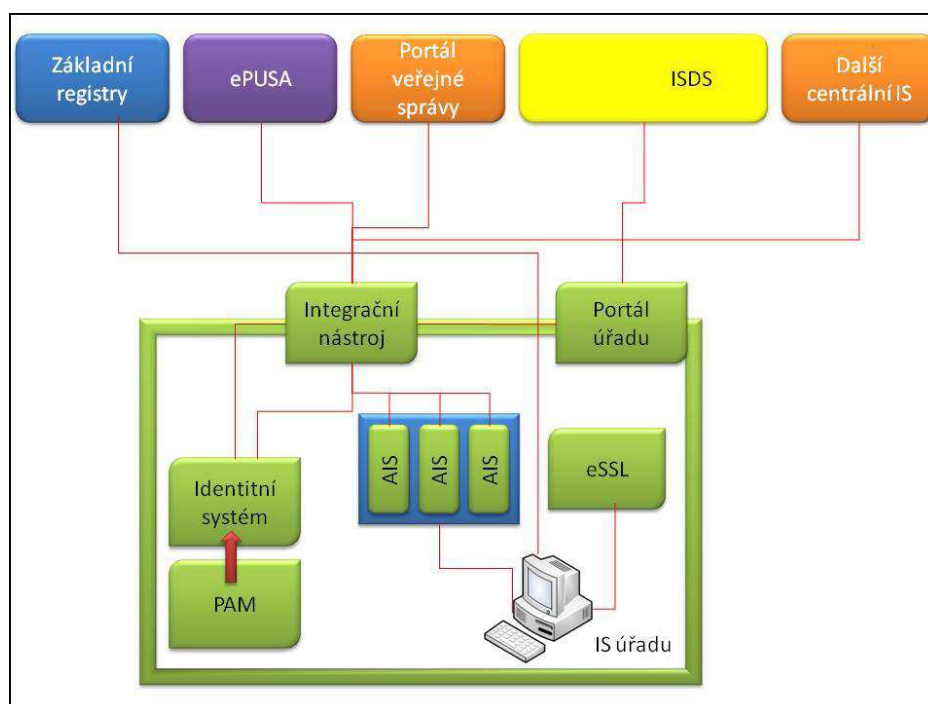 Základní
registry
ePUSA
Portál
veřejné
správy
ISDS
Další
centrální IS
Integrační
nástroj
Portál
úřadu
AIS
AIS
AIS
eSSL
Identitní
systém
PAM
IS úřadu